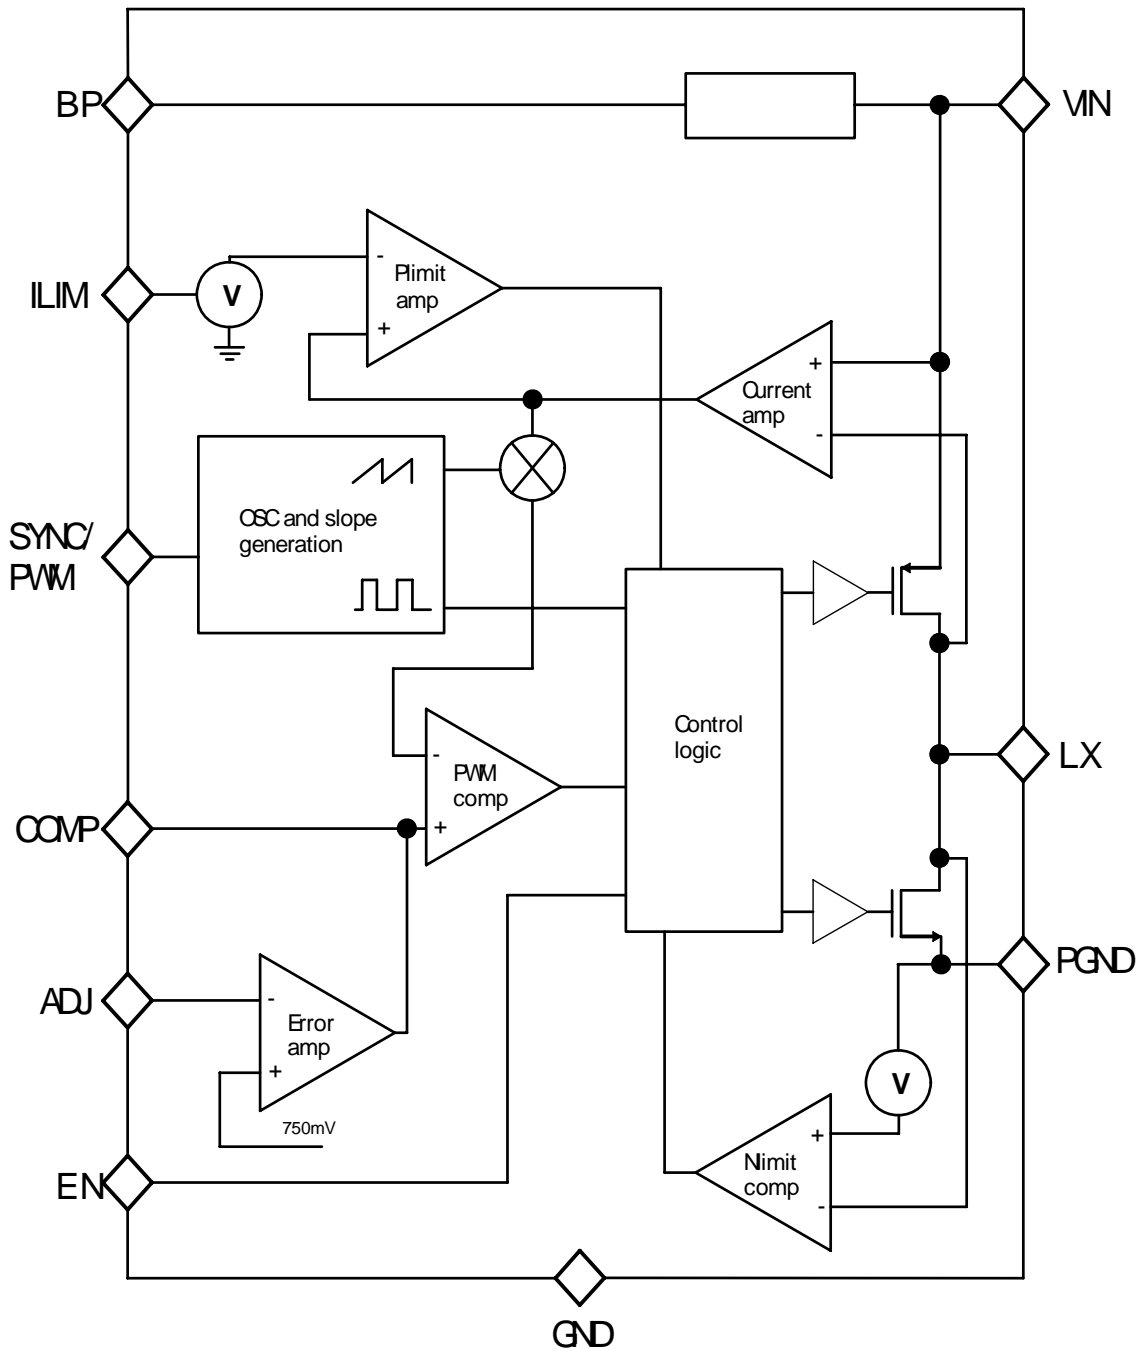 BP
VIN
ILIM
V
-
Plimit
amp
+
+
Current
amp
-
SYNC/
PWM
OSC and slope
generation
Control
logic
-
PWM
comp
+
LX
COMP
PGND
ADJ
-
Error
amp
+
750mV
V
+
Nlimit
comp
-
EN
GND